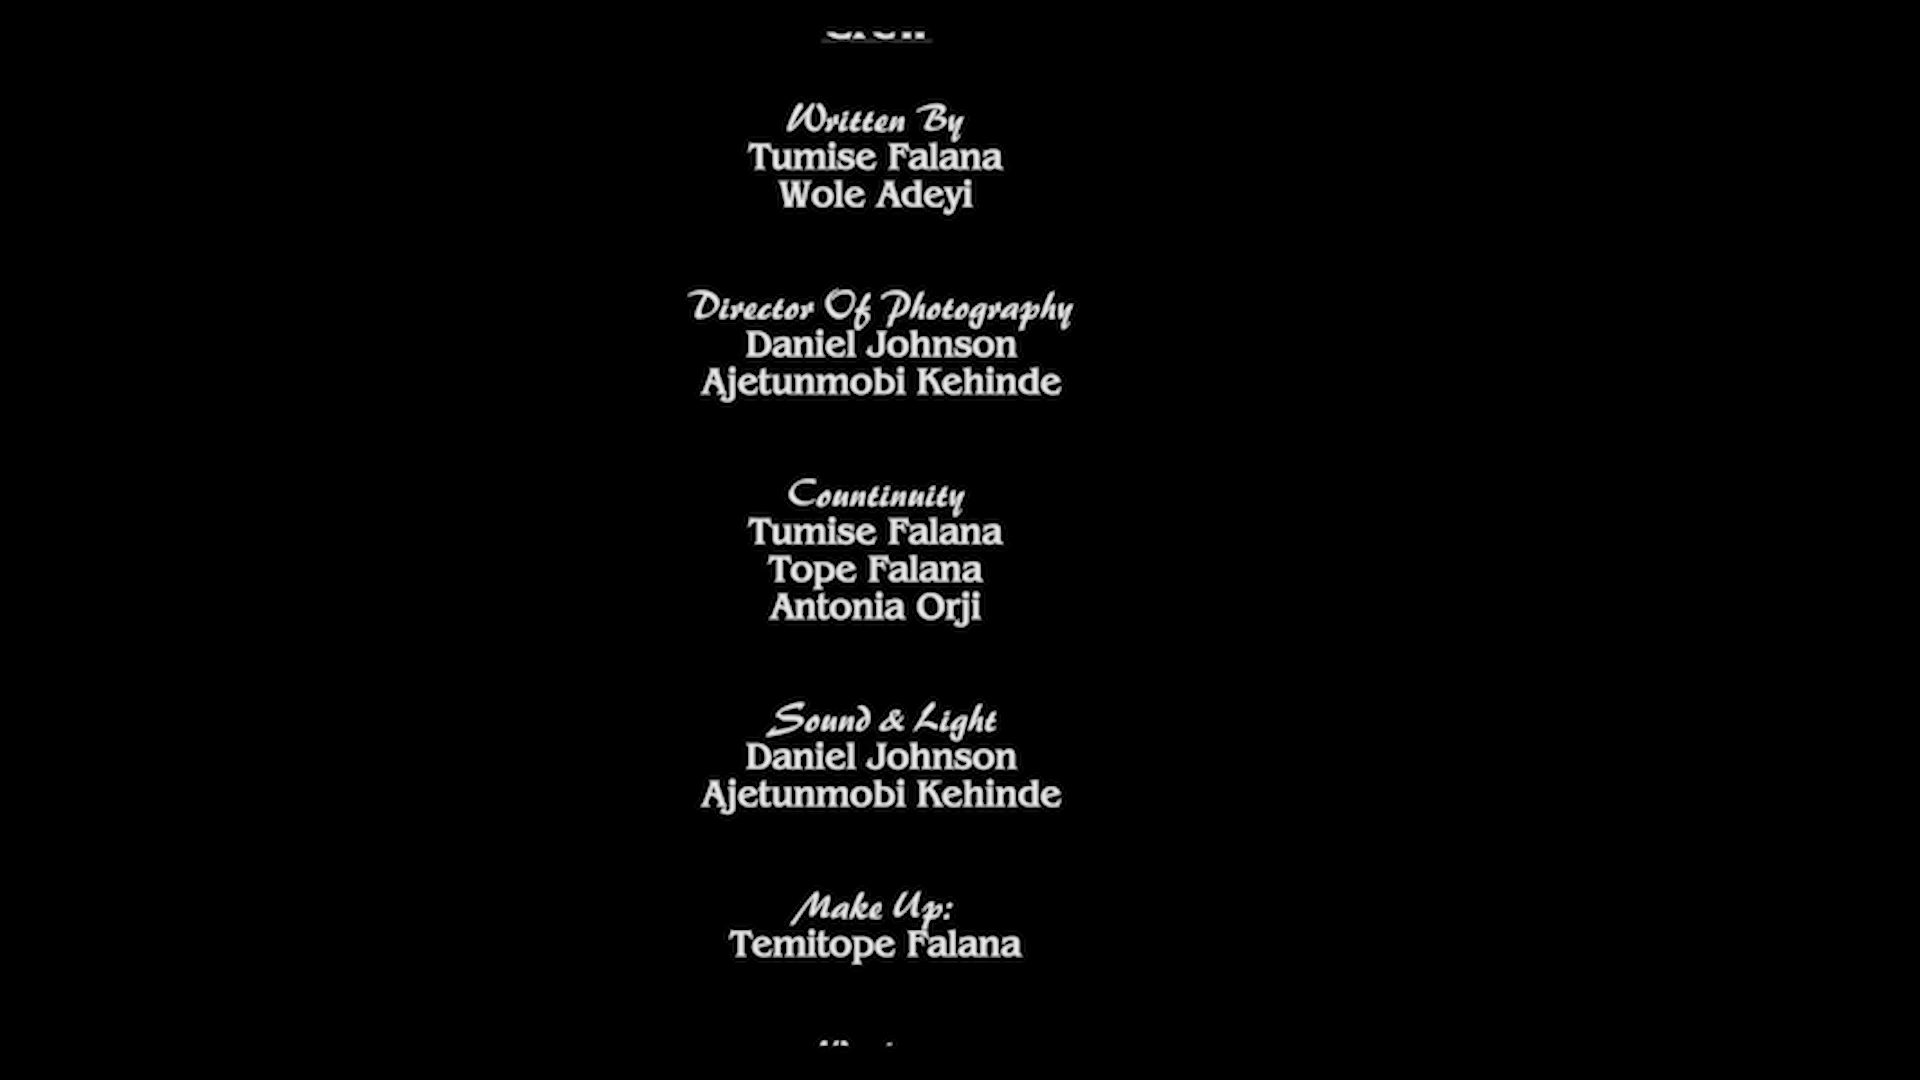 Written By
Tumise Falana
Wole Adeyi
Director Of Photography
Daniel Johnson
Ajetunmobi Kehinde
Countinuity
Tumise Falana
Tope Falana
Antonia Orji
Sound & Light
Daniel Johnson
Ajetunmobi Kehinde
Make Up:
Temitope Falana